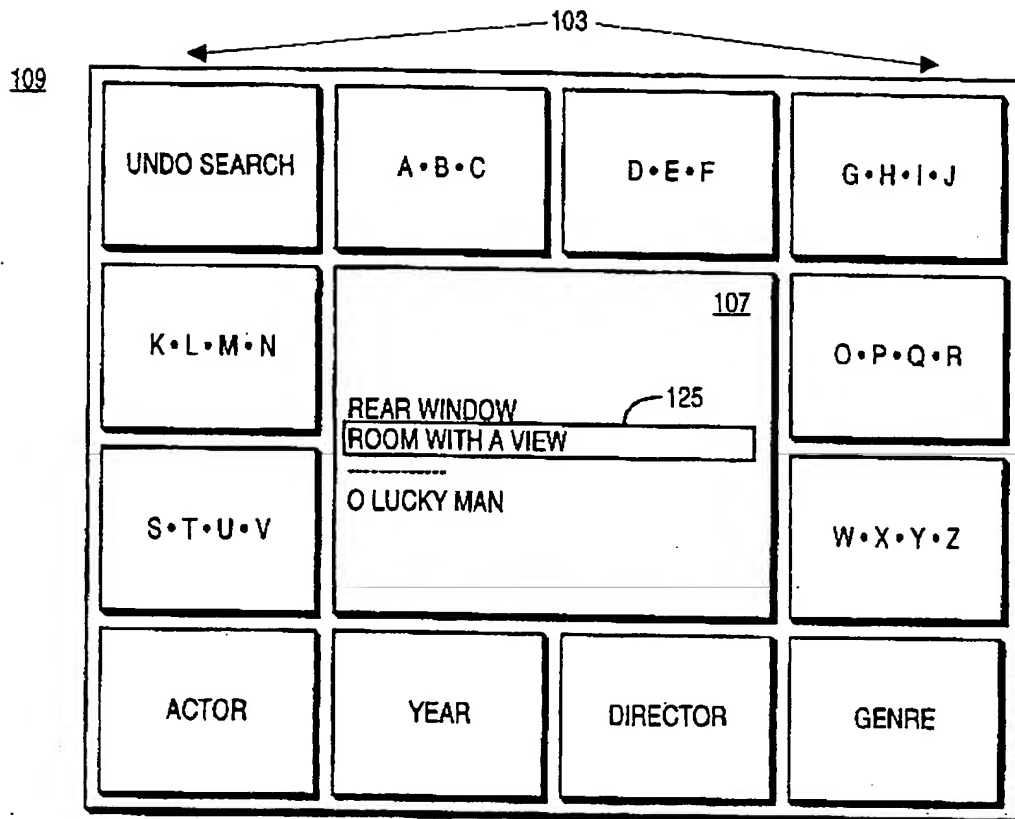 103
109
UNDO SEARCH
A•B•C
D•E•F
G•H•I•J
K•L•M•N
107
O•P•Q•R
REAR WINDOW
125
ROOM WITH A VIEW
----------
O LUCKY MAN
S•T•U•V
W•X•Y•Z
ACTOR
YEAR
DIRECTOR
GENRE